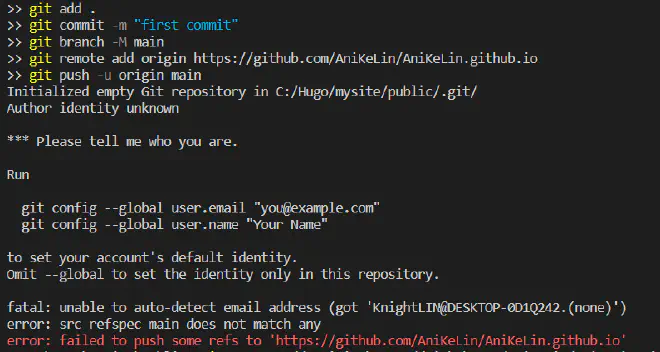 >> git add .
>> git commit -m "first commit"
>> git branch -M main
>> git remote add origin https://github.com/AniKeLin/AniKeLin.github.io
>> git push -u origin main
Initialized empty Git repository in C:/Hugo/mysite/public/.git/
Author identity unknown
*** Please tell me who you are.
Run
git config --global user.email "you@example.com"
git config --global user.name "Your Name"
to set your account's default identity.
Omit --global to set the identity only in this repository.
fatal: unable to auto-detect email address (got 'KnightLIN@DESKTOP-0D1Q242.(none)')
error: src refspec main does not match any
error: failed to push some refs to 'https://github.com/AniKeLin/AniKeLin.github.io'